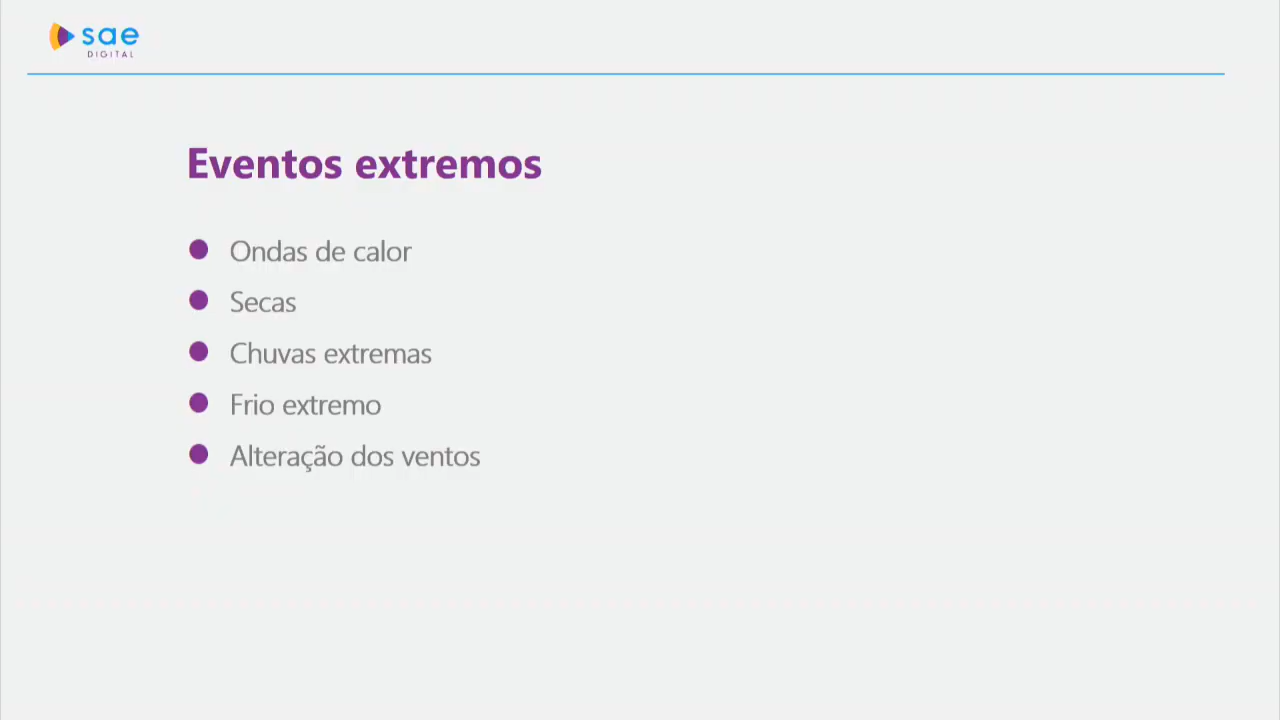 sae
DIGITAL
Eventos extremos
Ondas de calor
Secas
Chuvas extremas
Frio extremo
Alteração dos ventos